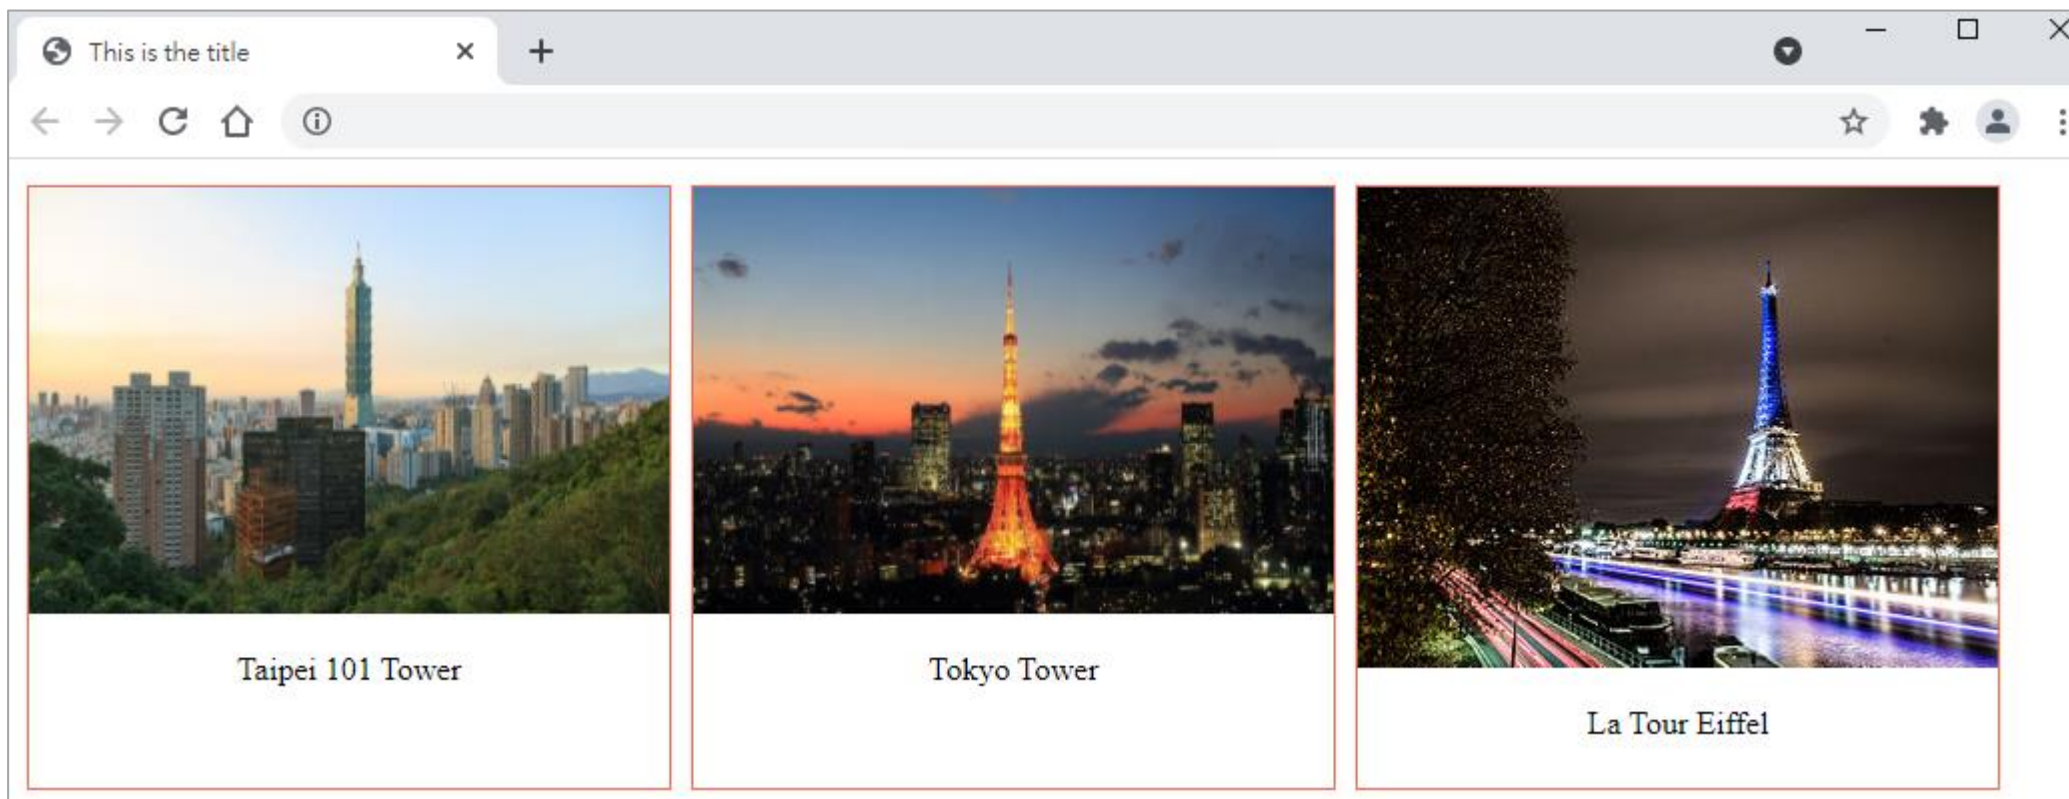 This is the title
Taipei 101 Tower
Tokyo Tower
La Tour Eiffel